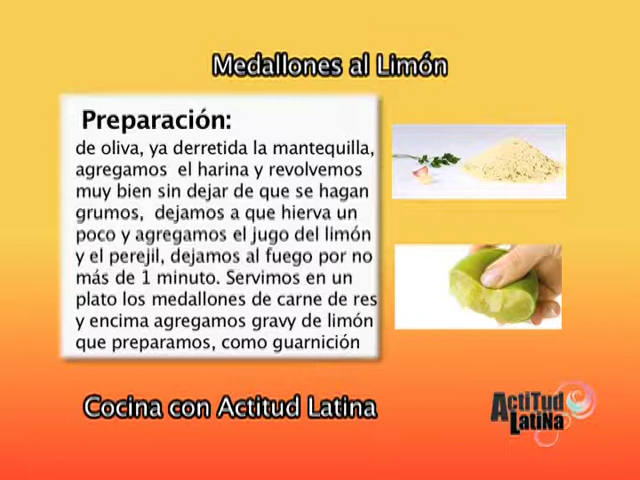 Medallones al Limón
Preparación:
de oliva, ya derretida la mantequilla,
agregamos el harina y revolvemos
muy bien sin dejar de que se hagan
grumos, dejamos a que hierva un
poco y agregamos el jugo del limón
y el perejil, dejamos al fuego por no
más de 1 minuto. Servimos en un
plato los medallones de carne de res
y encima agregamos gravy de limón
que preparamos, como guarnición
Cocina con Actitud Latina
ActiTud
LatiNa